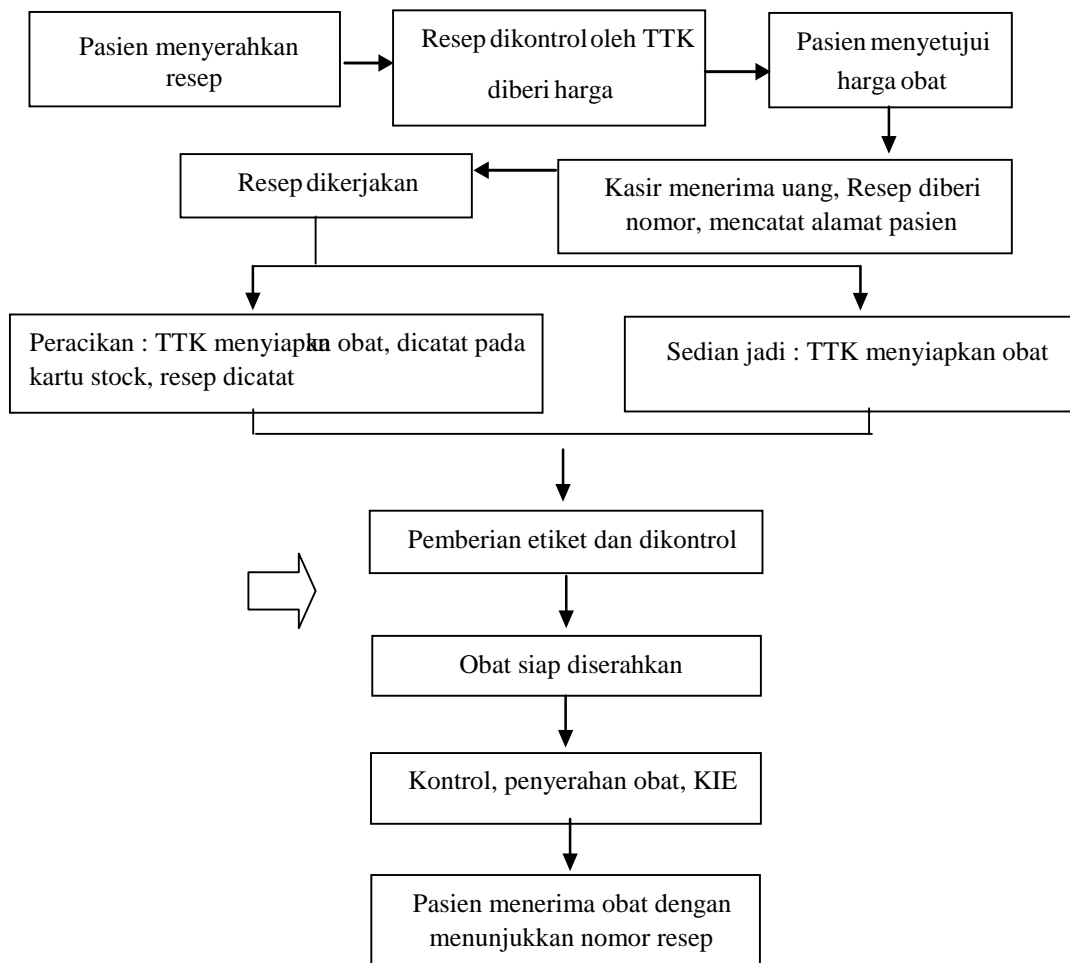 Pasien menyerahkan
resep
Resep dikontrol oleh TTK
diberi harga
Pasien menyetujui
harga obat
Resep dikerjakan
Kasir menerima uang, Resep diberi
nomor, mencatat alamat pasien
Peracikan : TTK menyiapkn obat, dicatat pada
kartu stock, resep dicatat
Sedian jadi : TTK menyiapkan obat
Pemberian etiket dan dikontrol
Obat siap diserahkan
Kontrol, penyerahan obat, KIE
Pasien menerima obat dengan
menunjukkan nomor resep